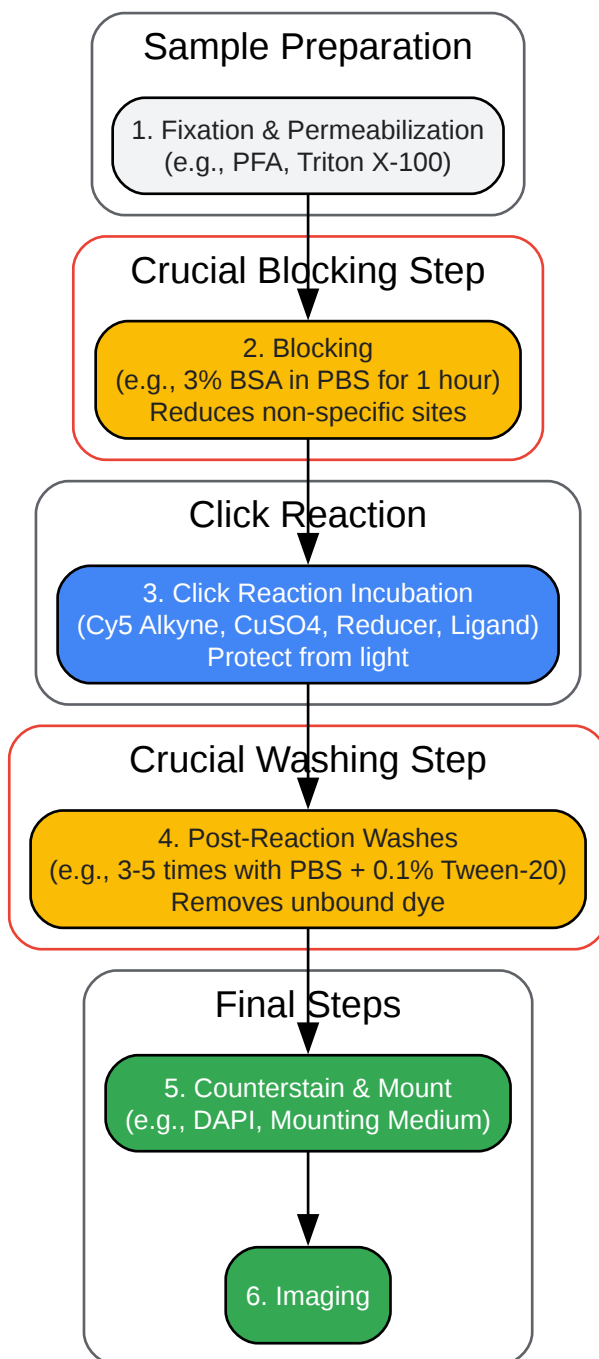 Sample Preparation
1. Fixation & Permeabilization
(e.g., PFA, Triton X-100)
Crucial Blocking Step
2. Blocking
(e.g., 3% BSA in PBS for 1 hour)
Reduces non-specific sites
Click Reaction
3. Click Reaction Incubation
(Cy5 Alkyne, CuSO4, Reducer, Ligand)
Protect from light
Crucial Washing Step
4. Post-Reaction Washes
(e.g., 3-5 times with PBS + 0.1% Tween-20)
Removes unbound dye
Final Steps
5. Counterstain & Mount
(e.g., DAPI, Mounting Medium)
6. Imaging